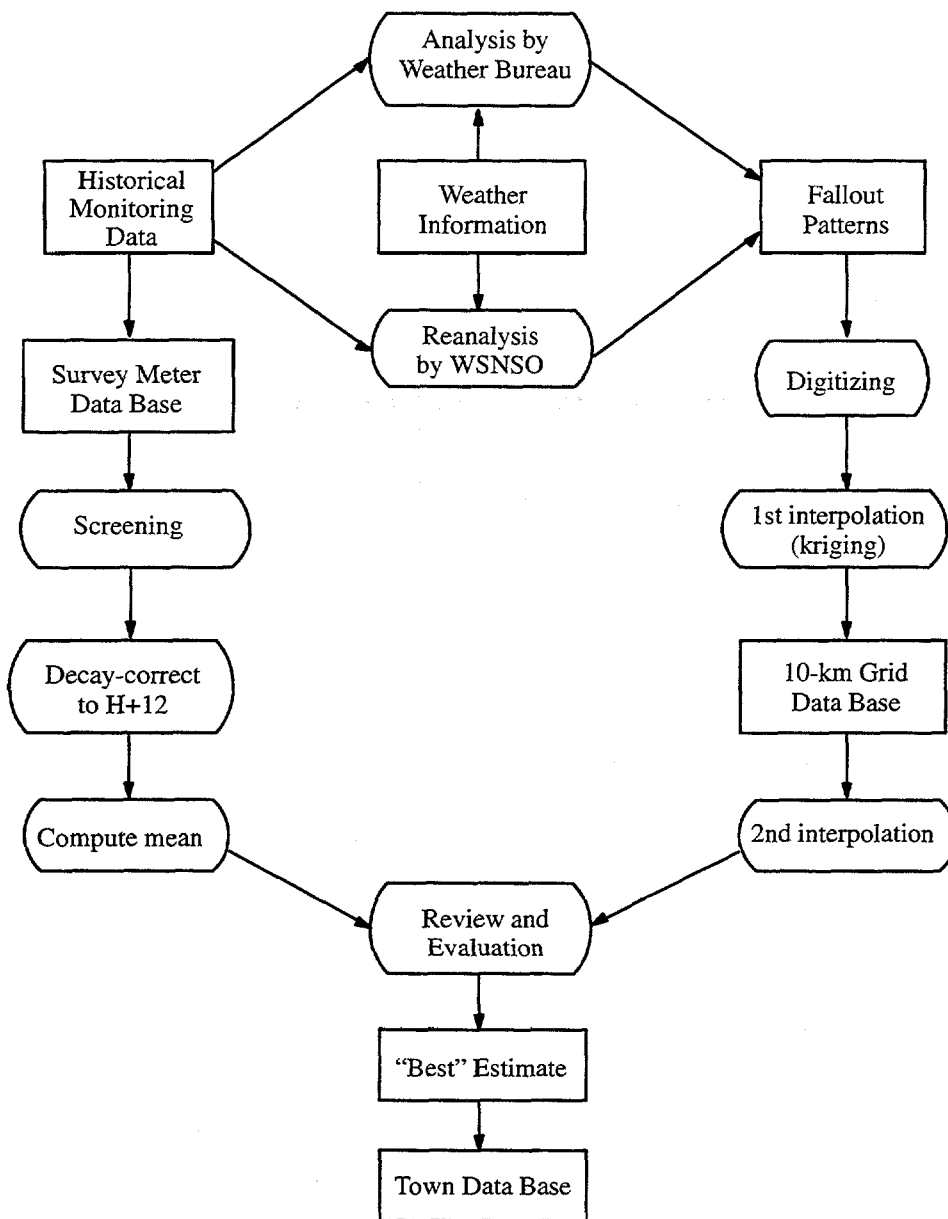 Analysis by
Weather Bureau
Historical
Monitoring
Data
Weather
Information
Fallout
Patterns
Reanalysis
by WSNSO
Survey Meter
Data Base
Digitizing
Screening
1st interpolation
(kriging)
Decay-correct
to H+12
10-km Grid
Data Base
Compute mean
2nd interpolation
Review and
Evaluation
“Best” Estimate
Town Data Base